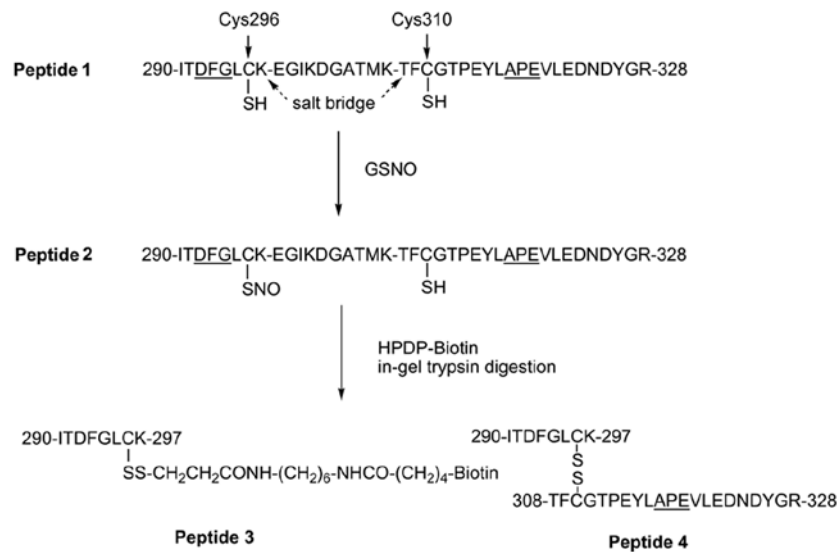 Cys296 Cys310
Peptide 1 290-ITDFGLCK-EGIKDGATMK-TFCGTPEYLAPEVLEDNDYGR-328
SH salt bridge SH
GSNO
Peptide 2 290-ITDFGLCK-EGIKDGATMK-TFCGTPEYLAPEVLEDNDYGR-328
SNO SH
HPDP-Biotin
in-gel trypsin digestion
290-ITDFGLCK-297
SS-CH2CH2CONH-(CH2)6-NHCO-(CH2)4-Biotin
Peptide 3
290-ITDFGLCK-297
S
S
308-TFCGTPEYLAPEVLEDNDYGR-328
Peptide 4